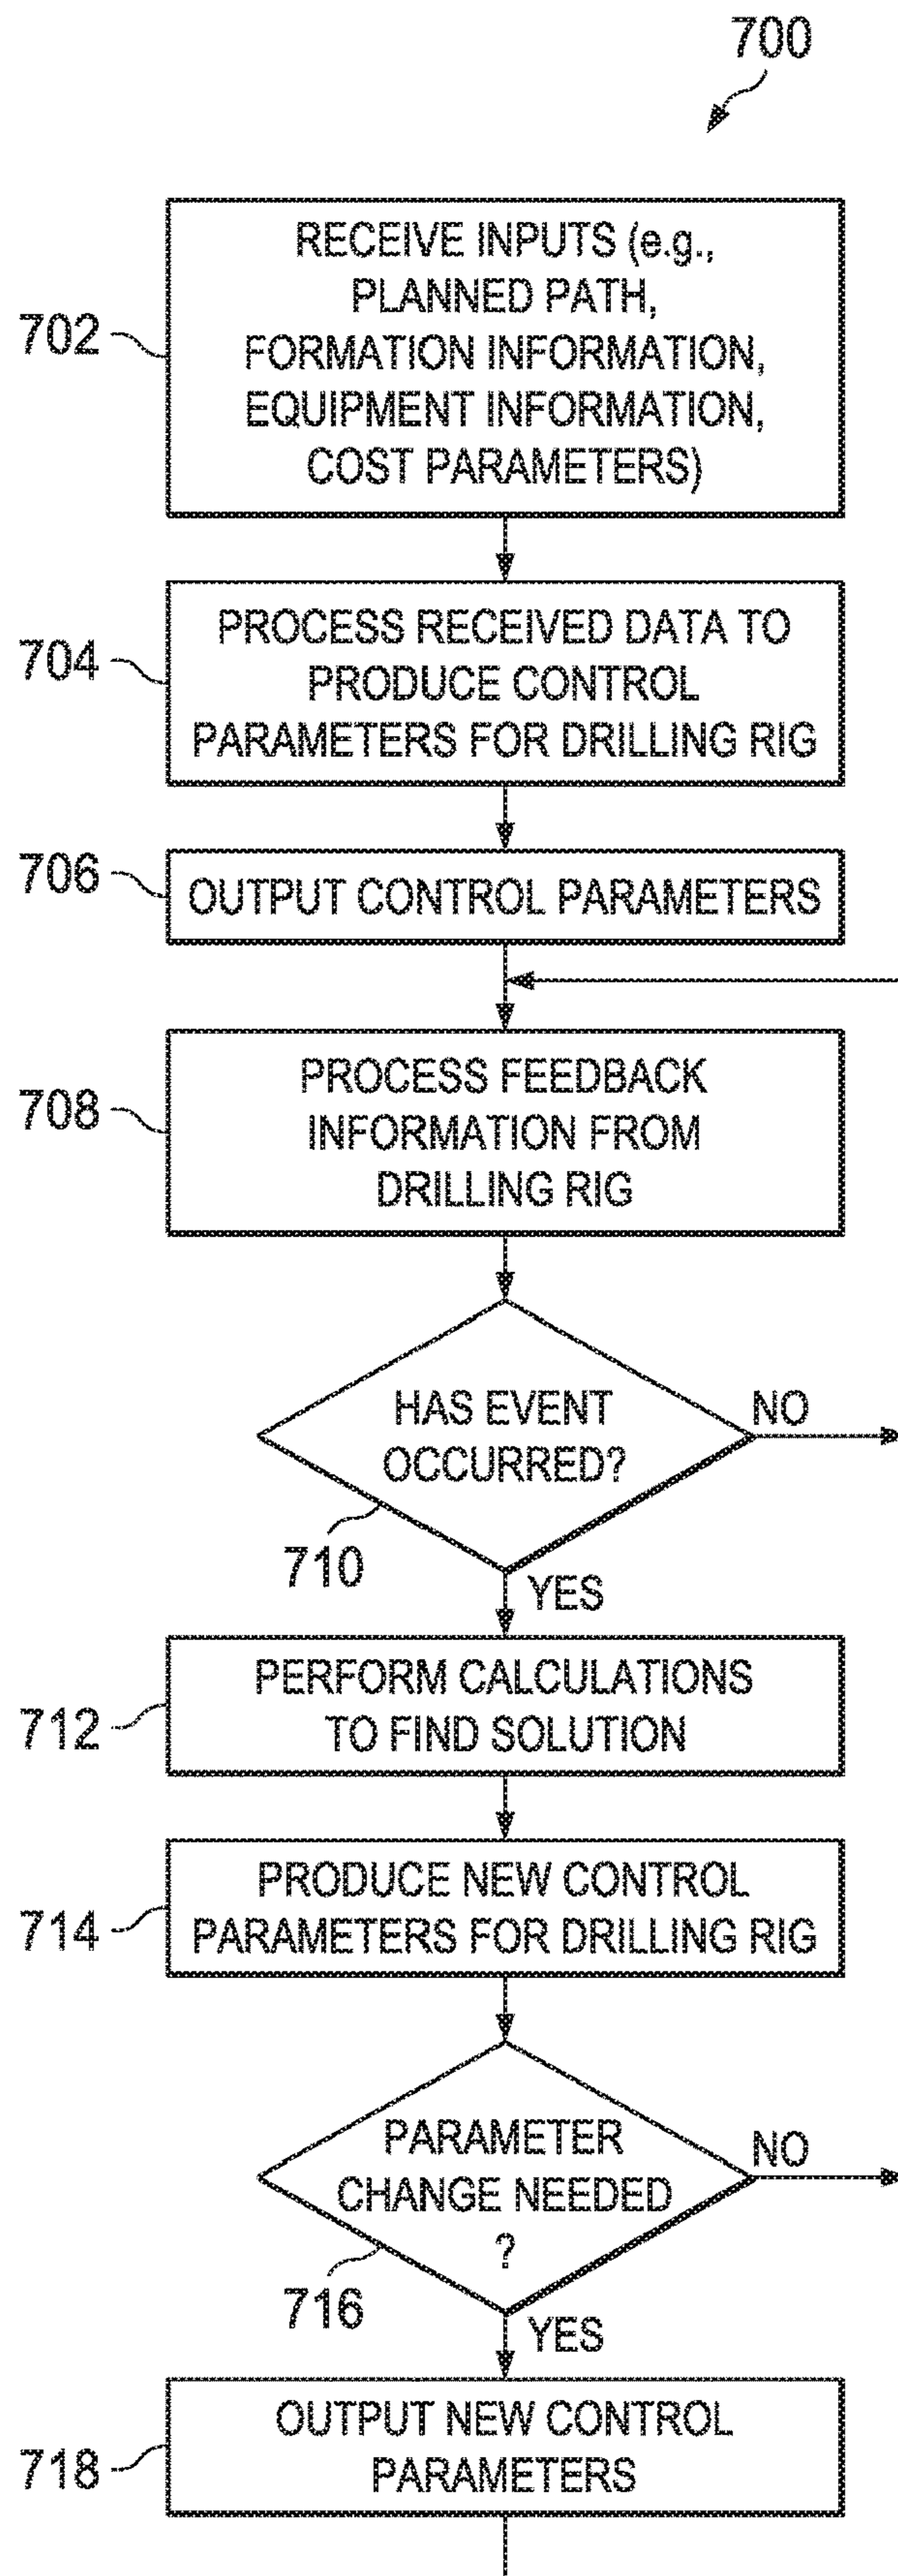 700
702
RECEIVE INPUTS (e.g.,
PLANNED PATH,
FORMATION INFORMATION,
EQUIPMENT INFORMATION,
COST PARAMETERS)
704
PROCESS RECEIVED DATA TO
PRODUCE CONTROL
PARAMETERS FOR DRILLING RIG
706
OUTPUT CONTROL PARAMETERS
708
PROCESS FEEDBACK
INFORMATION FROM
DRILLING RIG
HAS EVENT
OCCURRED?
NO
710
YES
712
PERFORM CALCULATIONS
TO FIND SOLUTION
714
PRODUCE NEW CONTROL
PARAMETERS FOR DRILLING RIG
PARAMETER
CHANGE NEEDED
?
NO
716
YES
718
OUTPUT NEW CONTROL
PARAMETERS